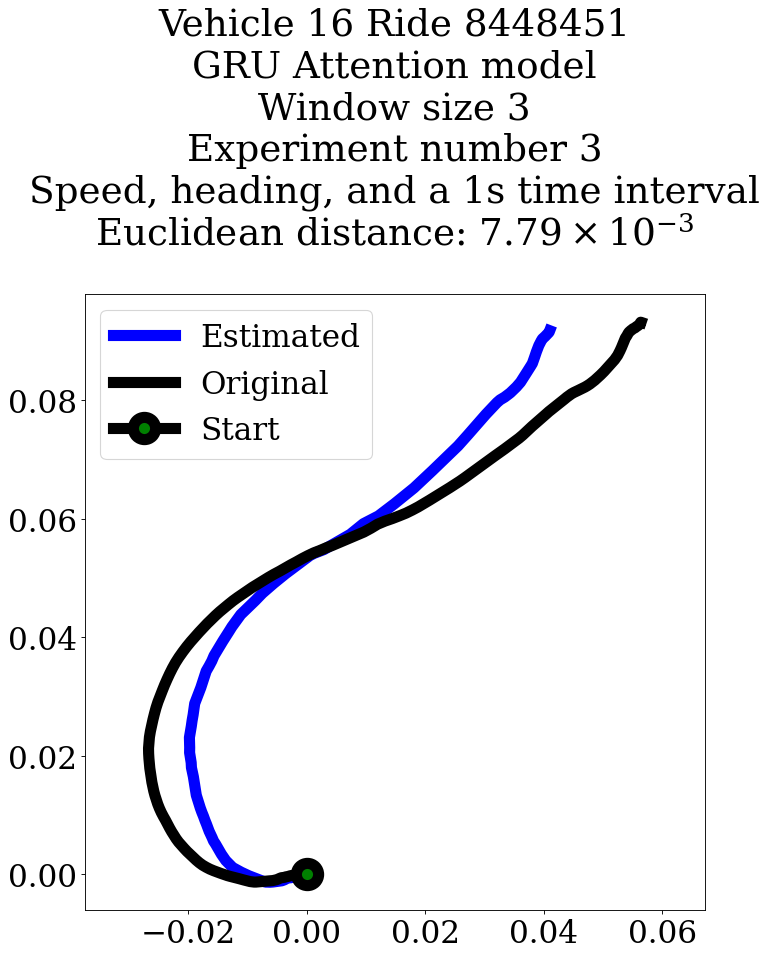 Vehicle 16 Ride 8448451
GRU Attention model
Window size 3
Experiment number 3
Speed, heading, and a 1s time interval
Euclidean distance: 7.79 × 10⁻³
Estimated
Original
Start
0.08
0.06
0.04
0.02
0.00
−0.02 0.00 0.02 0.04 0.06